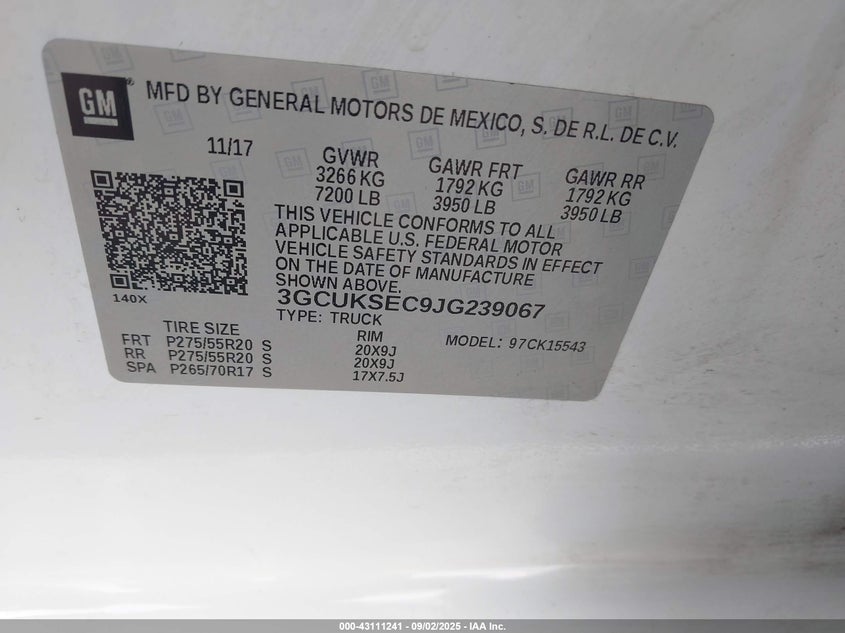 GM ® MFD BY GENERAL MOTORS DE MEXICO, S. DE R.L. DE C.V.
11/17 GVWR GAWR FRT GAWR RR
3266 KG 1792 KG 1792 KG
7200 LB 3950 LB 3950 LB
THIS VEHICLE CONFORMS TO ALL
APPLICABLE U.S. FEDERAL MOTOR
VEHICLE SAFETY STANDARDS IN EFFECT
ON THE DATE OF MANUFACTURE
SHOWN ABOVE.
140X 3GCUKSEC9JG239067
TYPE: TRUCK
TIRE SIZE RIM MODEL: 97CK15543
FRT P275/55R20 S 20X9J
RR P275/55R20 S 20X9J
SPA P265/70R17 S 17X7.5J
000-43111241 | 09/02/2025 | IAA Inc.